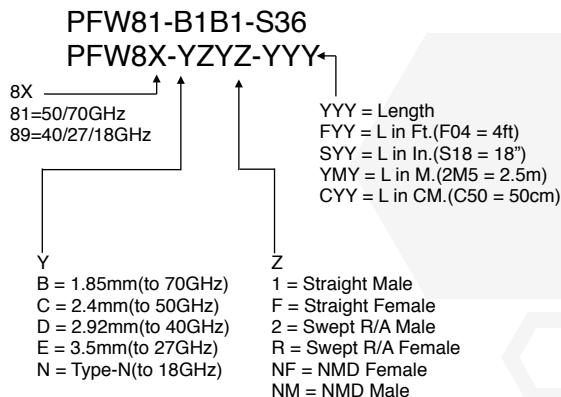 PFW81-B1B1-S36
PFW8X-YZYZ-YYY
8X
81=50/70GHz
89=40/27/18GHz
YYY = Length
FYY = L in Ft.(F04 = 4ft)
SYY = L in In.(S18 = 18”)
YMY = L in M.(2M5 = 2.5m)
CYY = L in CM.(C50 = 50cm)
Y
B = 1.85mm(to 70GHz)
C = 2.4mm(to 50GHz)
D = 2.92mm(to 40GHz)
E = 3.5mm(to 27GHz)
N = Type-N(to 18GHz)
Z
1 = Straight Male
F = Straight Female
2 = Swept R/A Male
R = Swept R/A Female
NF = NMD Female
NM = NMD Male